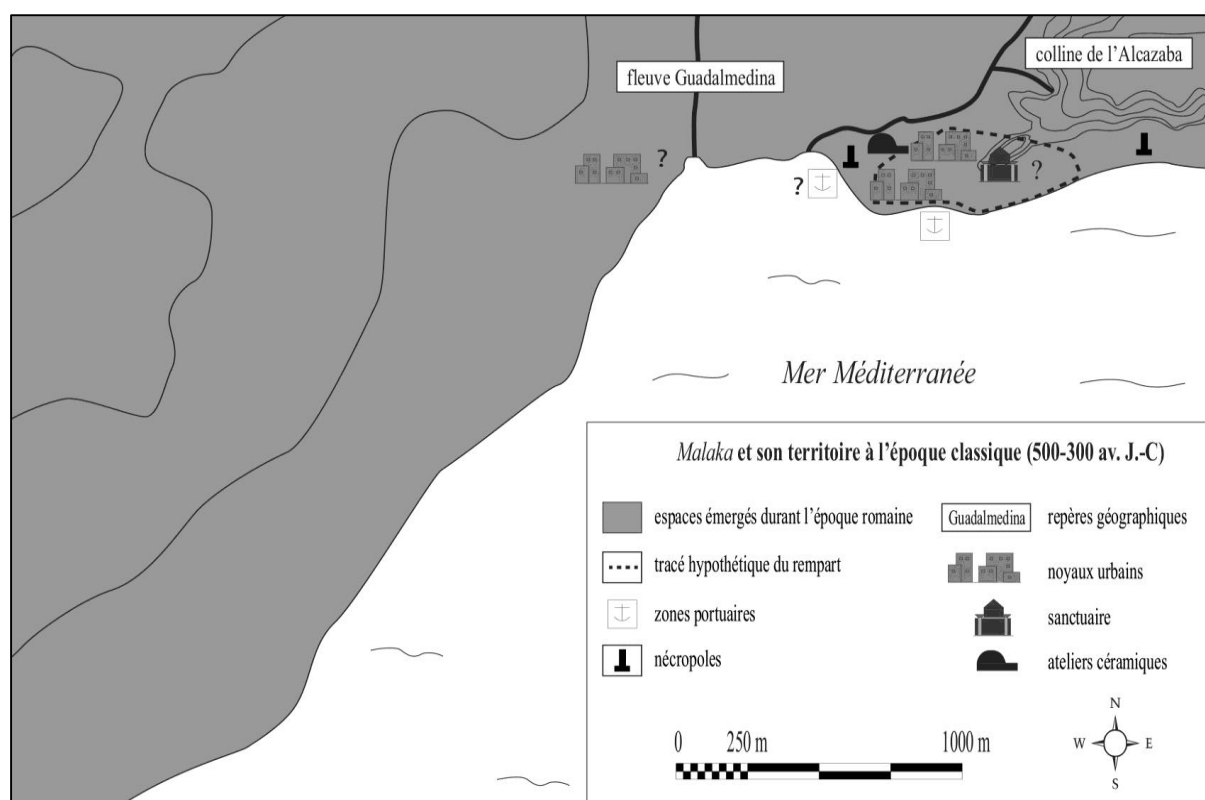 fleuve Guadalmedina
colline de l'Alcazaba
?
?
?
Mer Méditerranée
Malaka et son territoire à l'époque classique (500-300 av. J.-C)
espaces émergés durant l'époque romaine
tracé hypothétique du rempart
zones portuaires
nécropoles
Guadalmedina
repères géographiques
noyaux urbains
sanctuaire
ateliers céramiques
0 250 m 1000 m
N
W E
S